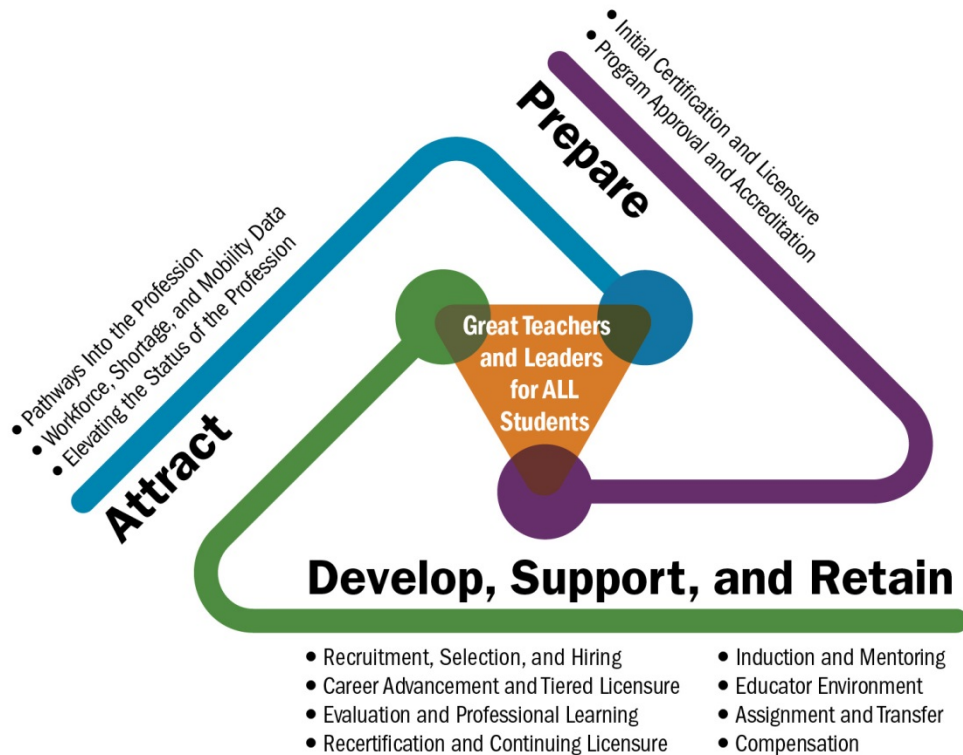 Attract
• Pathways Into the Profession
• Workforce, Shortage, and Mobility Data
• Elevating the Status of the Profession
Prepare
• Initial Certification and Licensure
• Program Approval and Accreditation
Great Teachers
and Leaders
for ALL
Students
Develop, Support, and Retain
• Recruitment, Selection, and Hiring
• Career Advancement and Tiered Licensure
• Evaluation and Professional Learning
• Recertification and Continuing Licensure
• Induction and Mentoring
• Educator Environment
• Assignment and Transfer
• Compensation